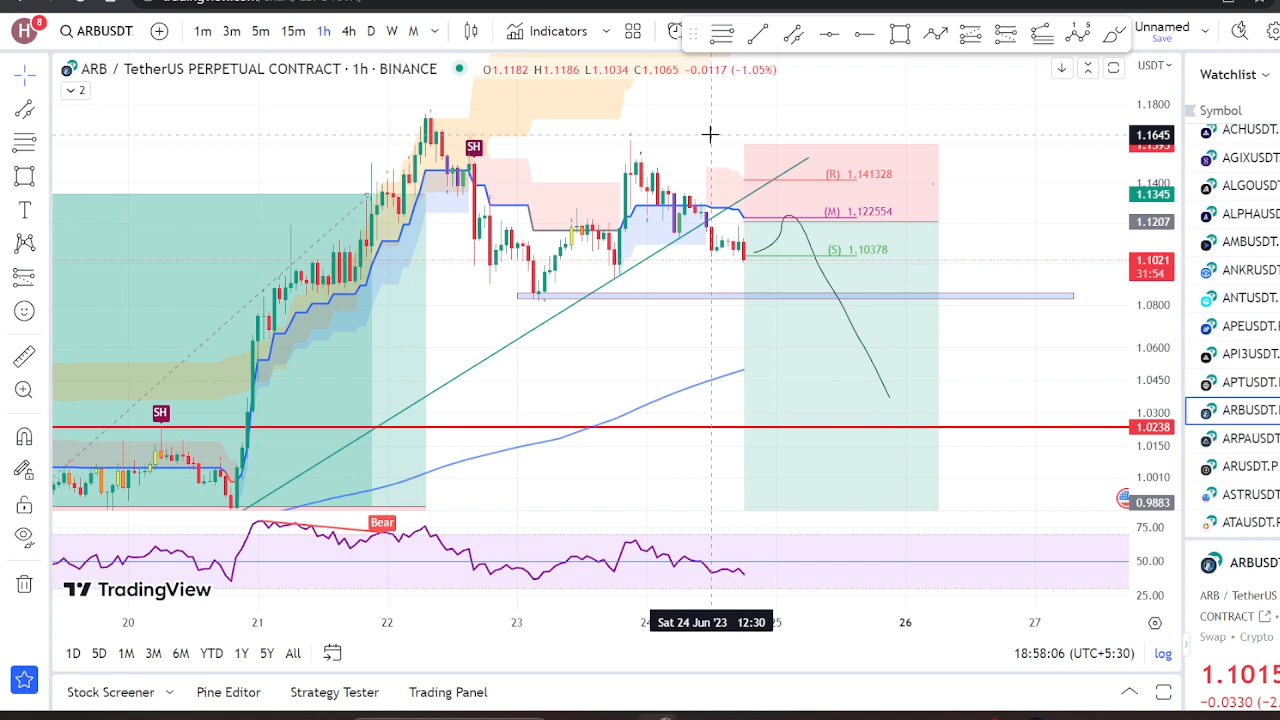 H 8 ARBUSDT 1m 3m 5m 15m 1h 4h D W M Indicators Unnamed
Save
ARB / TetherUS PERPETUAL CONTRACT · 1h · BINANCE O1.1182 H1.1186 L1.1034 C1.1065 −0.0117 (−1.05%) USDT
Watchlist
2
Symbol
1.1800
1.1645
SH
(R) 1.141328
1.1400
1.1345
(M) 1.122554
1.1207
(S) 1.10378
1.1021
31:54
1.0800
1.0600
1.0450
SH
1.0300
1.0238
1.0150
1.0010
0.9883
Bear
75.00
50.00
25.00
TradingView
20 21 22 23 Sat 24 Jun '23 12:30 26 27
1D 5D 1M 3M 6M YTD 1Y 5Y All 18:58:06 (UTC+5:30) log
Stock Screener Pine Editor Strategy Tester Trading Panel
ACHUSDT.
AGIXUSDT
ALGOUSDT
ALPHAUSDT
AMBUSDT.
ANKRUSDT
ANTUSDT.
APEUSDT.
API3USDT.
APTUSDT.
ARBUSDT.
ARPAUSDT
ARUSDT.P
ASTRUSDT
ATAUSDT.
ARBUSD
ARB / TetherUS
CONTRACT
Swap • Crypto
1.1015
−0.0330 (−2.